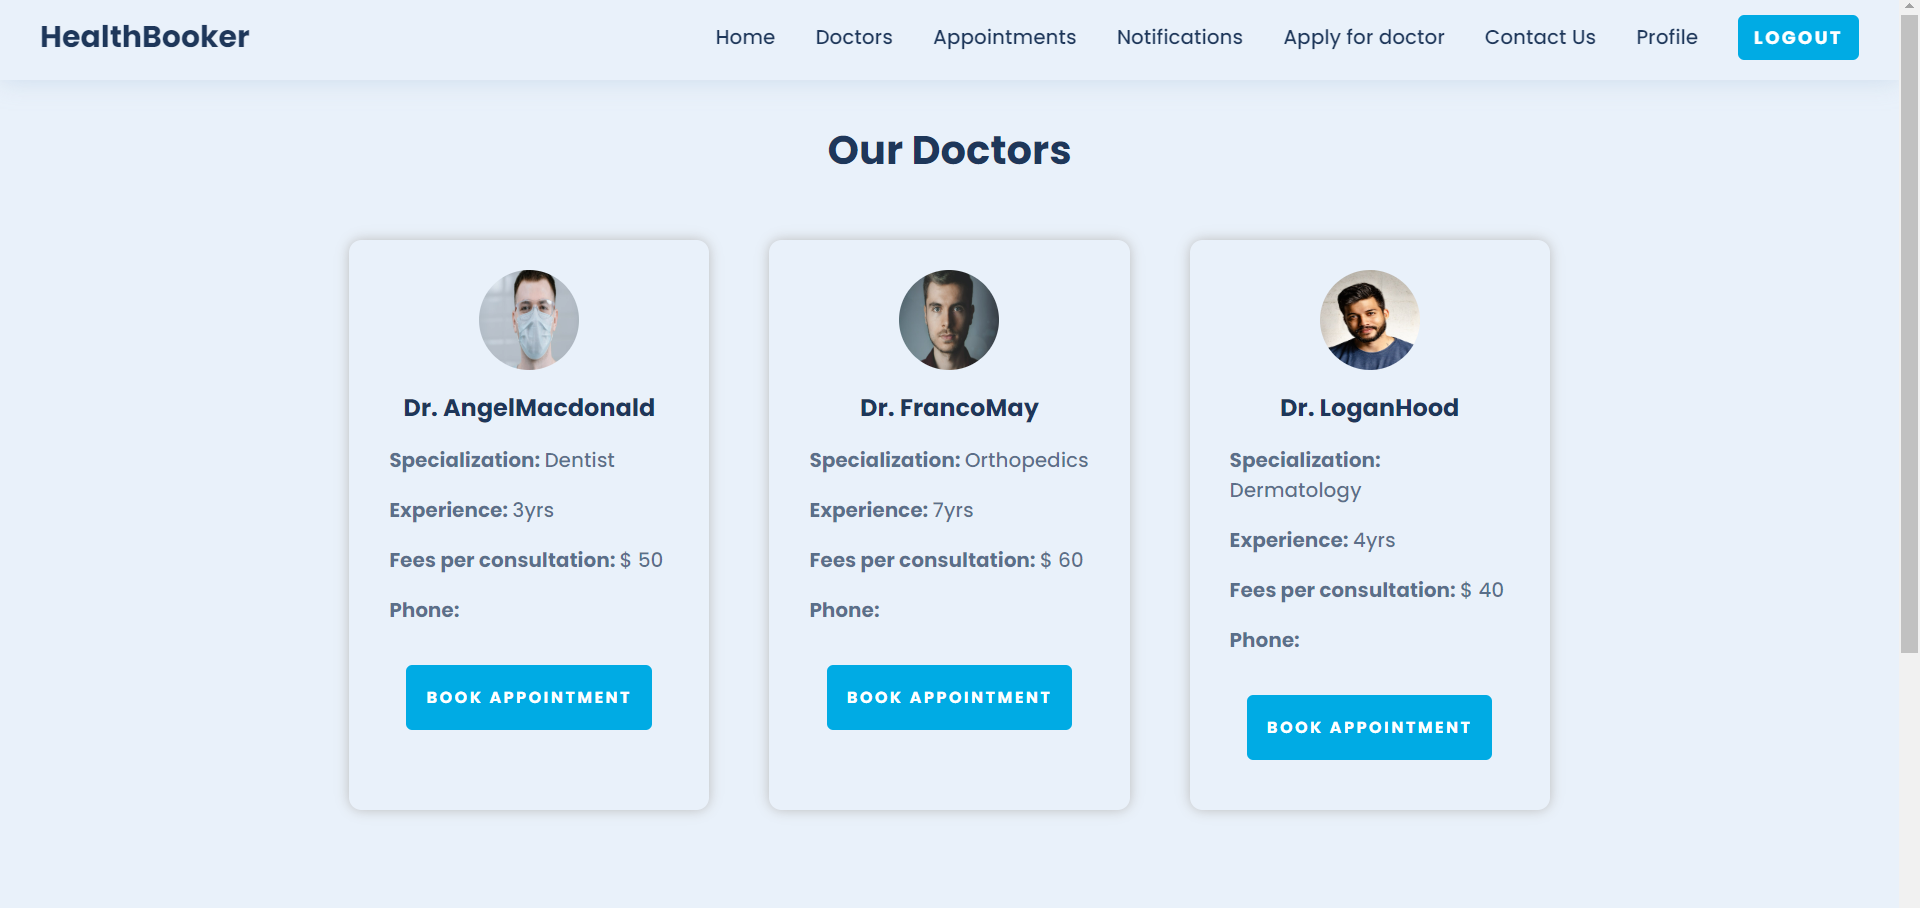 HealthBooker
Home Doctors Appointments Notifications Apply for doctor Contact Us Profile LOGOUT
Our Doctors
Dr. AngelMacdonald
Specialization: Dentist
Experience: 3yrs
Fees per consultation: $ 50
Phone:
BOOK APPOINTMENT
Dr. FrancoMay
Specialization: Orthopedics
Experience: 7yrs
Fees per consultation: $ 60
Phone:
BOOK APPOINTMENT
Dr. LoganHood
Specialization:
Dermatology
Experience: 4yrs
Fees per consultation: $ 40
Phone:
BOOK APPOINTMENT